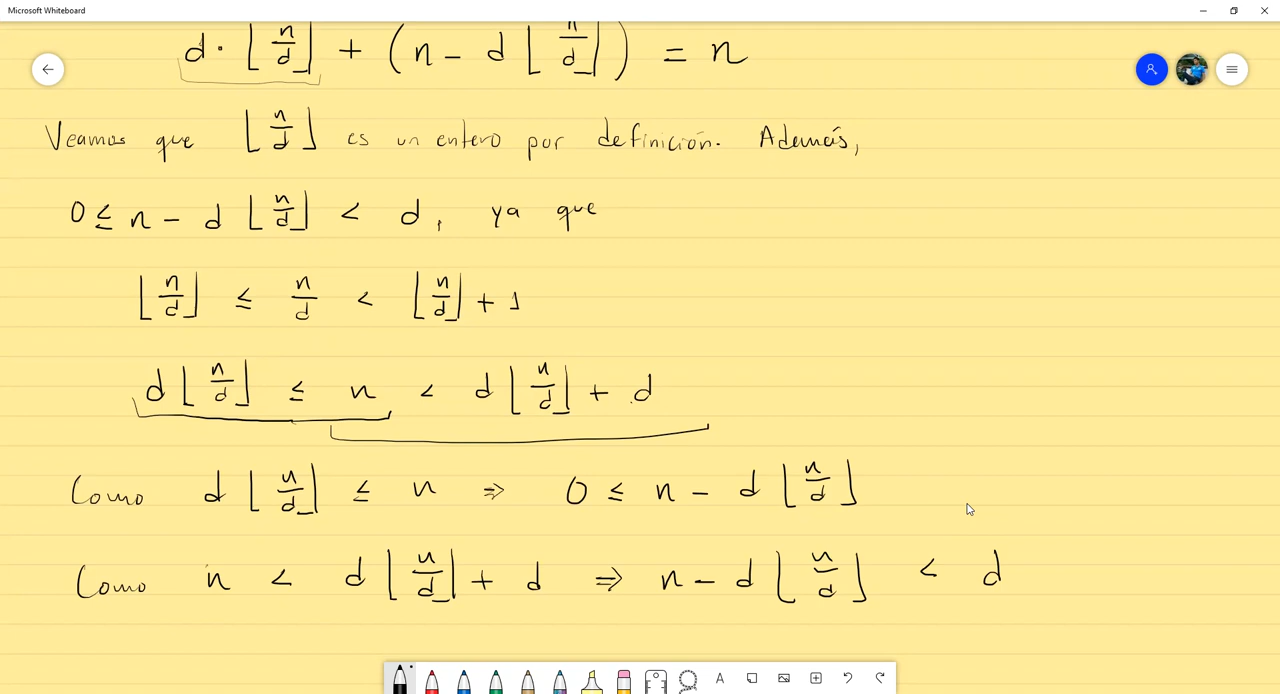 Microsoft Whiteboard
d · ⌊n/d⌋ + (n - d ⌊n/d⌋) = n
Veamos que ⌊n/d⌋ es un entero por definición. Además,
0 ≤ n - d ⌊n/d⌋ < d, ya que
⌊n/d⌋ ≤ n/d < ⌊n/d⌋ + 1
d ⌊n/d⌋ ≤ n < d ⌊n/d⌋ + d
Como d ⌊n/d⌋ ≤ n ⇒ 0 ≤ n - d ⌊n/d⌋
Como n < d ⌊n/d⌋ + d ⇒ n - d ⌊n/d⌋ < d
A